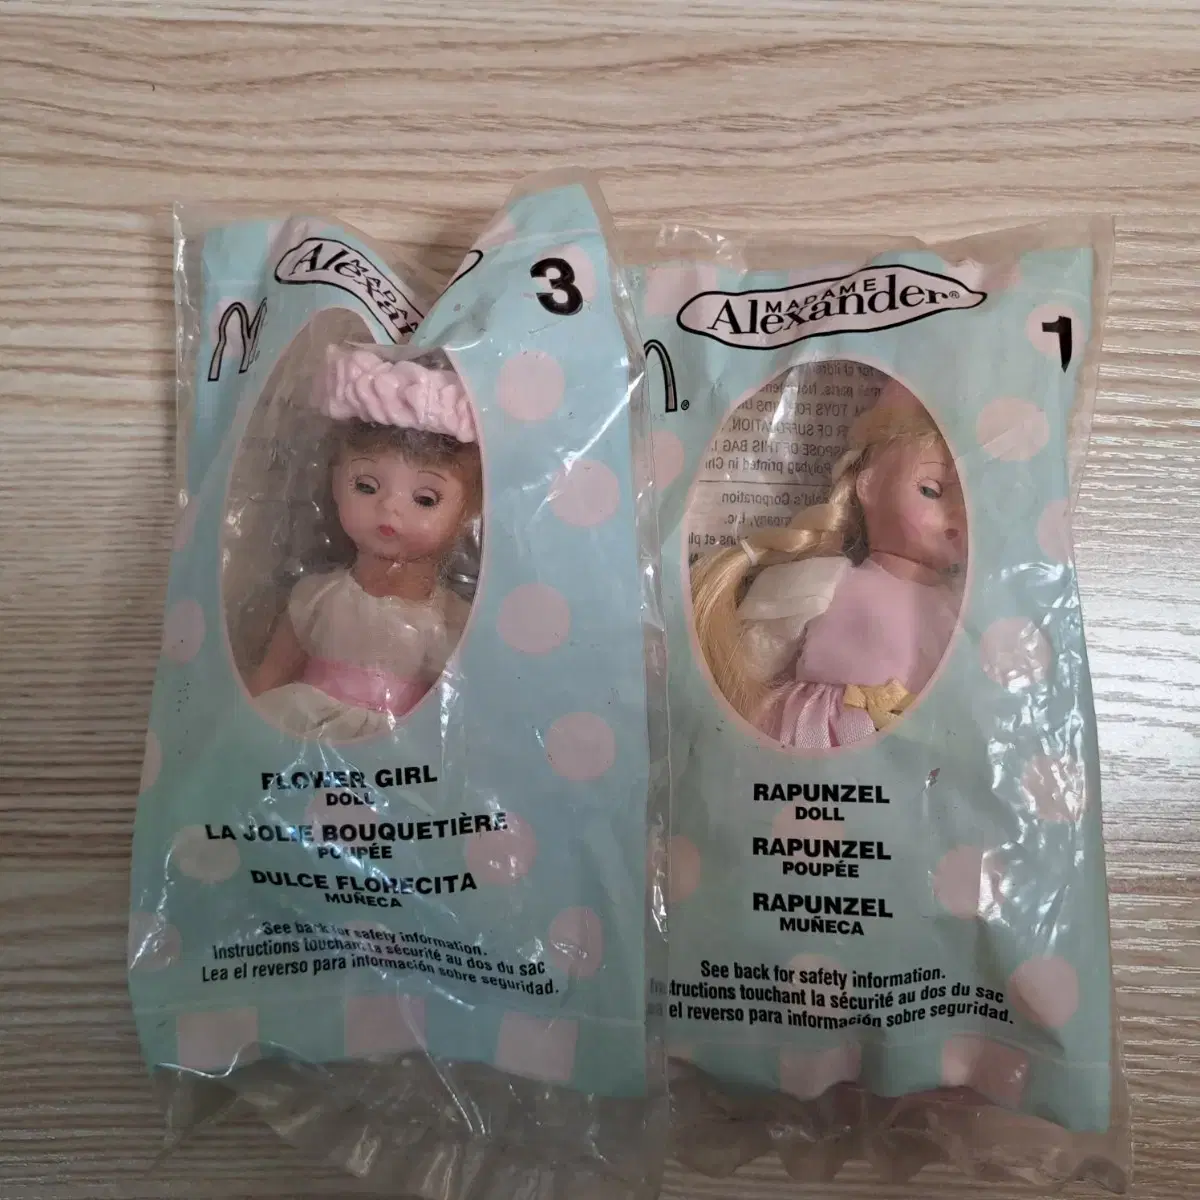 MADAME
Alexander
3
FLOWER GIRL
DOLL
LA JOLIE BOUQUETIÈRE
POUPÉE
DULCE FLORECITA
MUÑECA
See back for safety information.
Instructions touchant la sécurité au dos du sac
Lea el reverso para información sobre seguridad.
MADAME
Alexander®
1
RAPUNZEL
DOLL
RAPUNZEL
POUPÉE
RAPUNZEL
MUÑECA
See back for safety information.
Instructions touchant la sécurité au dos du sac
el reverso para información sobre seguridad.